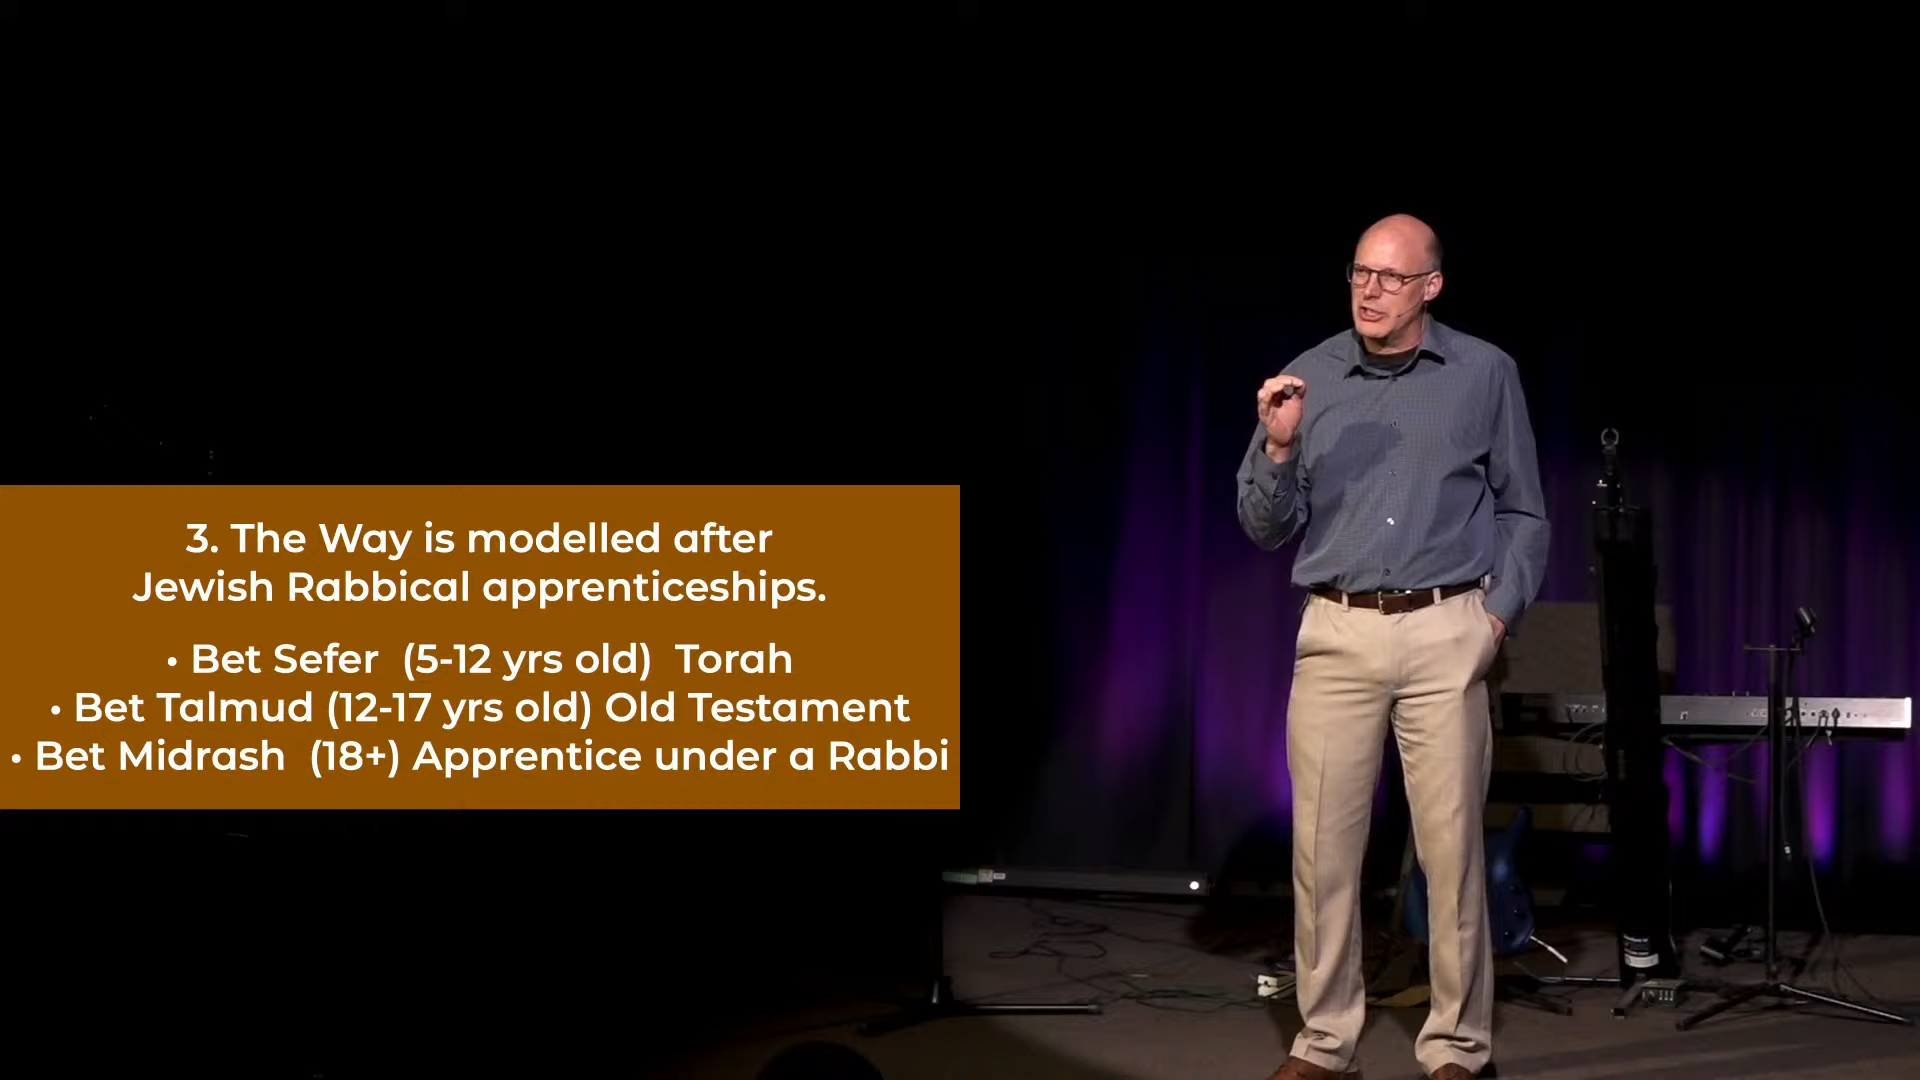 3. The Way is modelled after
Jewish Rabbical apprenticeships.
• Bet Sefer (5-12 yrs old) Torah
• Bet Talmud (12-17 yrs old) Old Testament
• Bet Midrash (18+) Apprentice under a Rabbi